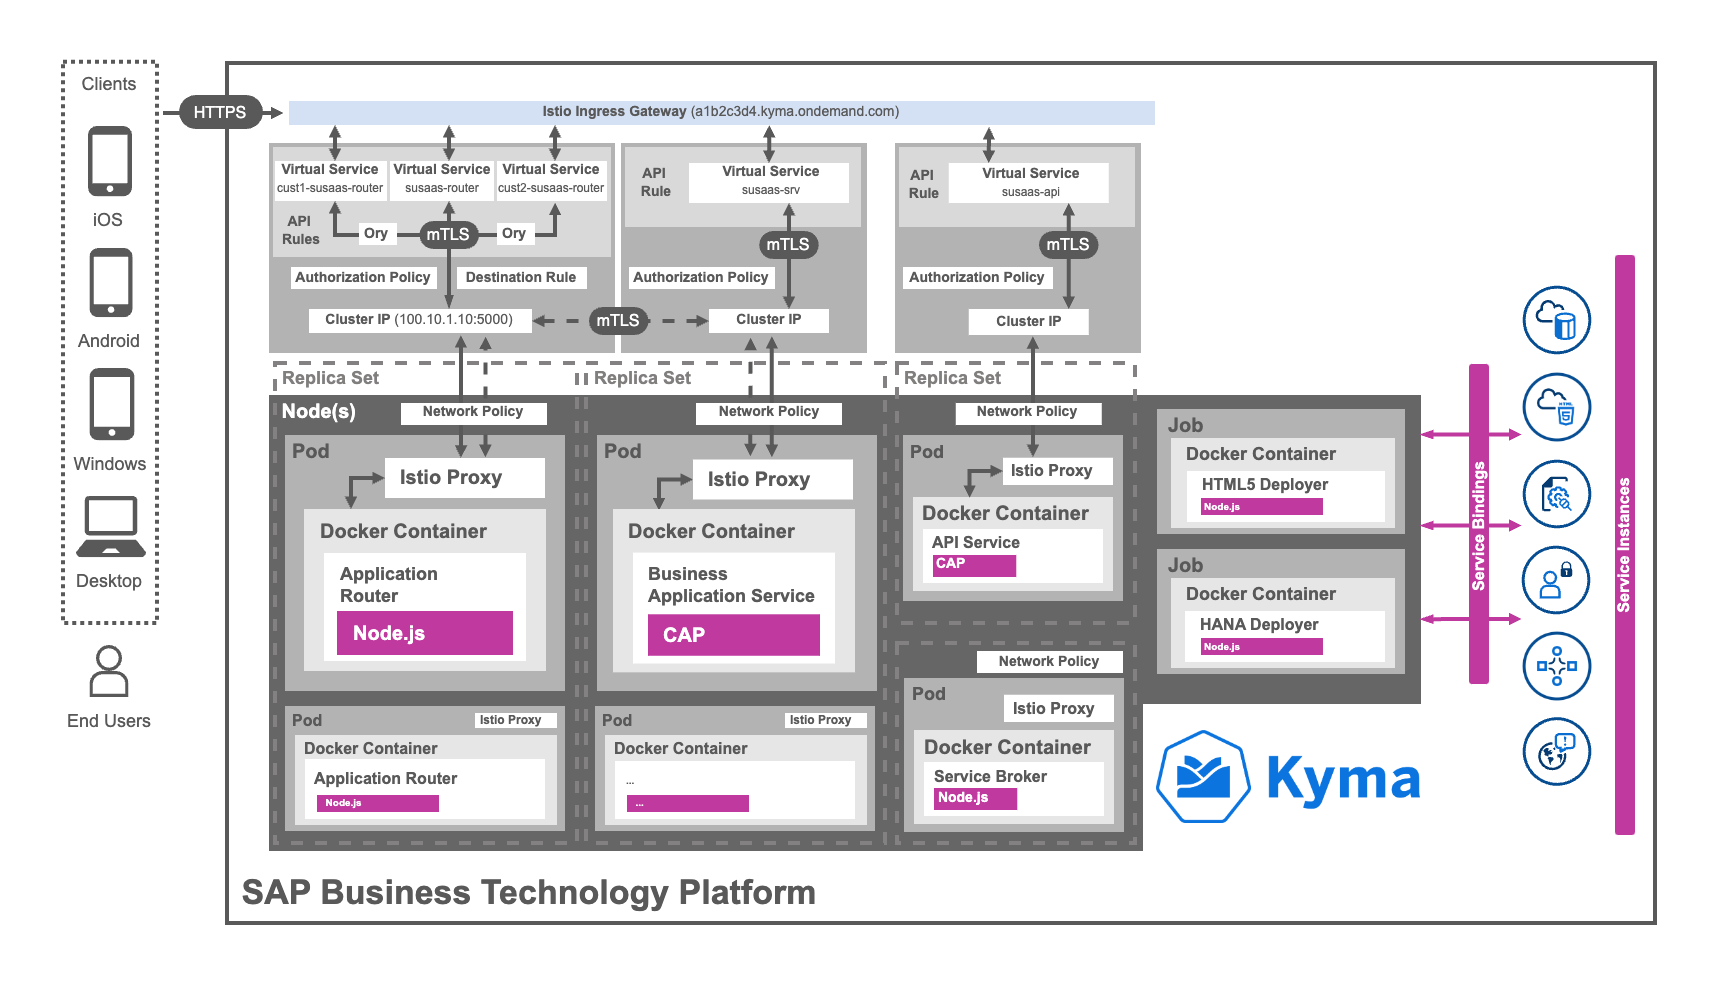 Clients
iOS
Android
Windows
Desktop
End Users
HTTPS
Istio Ingress Gateway (a1b2c3d4.kyma.ondemand.com)
Virtual Service
cust1-susaas-router
Virtual Service
susaas-router
Virtual Service
cust2-susaas-router
API
Rules
Ory
mTLS
Ory
Authorization Policy
Destination Rule
Cluster IP (100.10.1.10:5000)
mTLS
API
Rule
Virtual Service
susaas-srv
mTLS
Authorization Policy
Cluster IP
API
Rule
Virtual Service
susaas-api
mTLS
Authorization Policy
Cluster IP
Replica Set
Replica Set
Replica Set
Node(s)
Network Policy
Network Policy
Network Policy
Pod
Istio Proxy
Docker Container
Application
Router
Node.js
Pod
Istio Proxy
Docker Container
Business
Application Service
CAP
Pod
Istio Proxy
Docker Container
API Service
CAP
Job
Docker Container
HTML5 Deployer
Node.js
Job
Docker Container
HANA Deployer
Node.js
Pod
Istio Proxy
Docker Container
Application Router
Node.js
Pod
Istio Proxy
Docker Container
...
...
Network Policy
Pod
Istio Proxy
Docker Container
Service Broker
Node.js
Service Bindings
Service Instances
HTML
5
Kyma
SAP Business Technology Platform